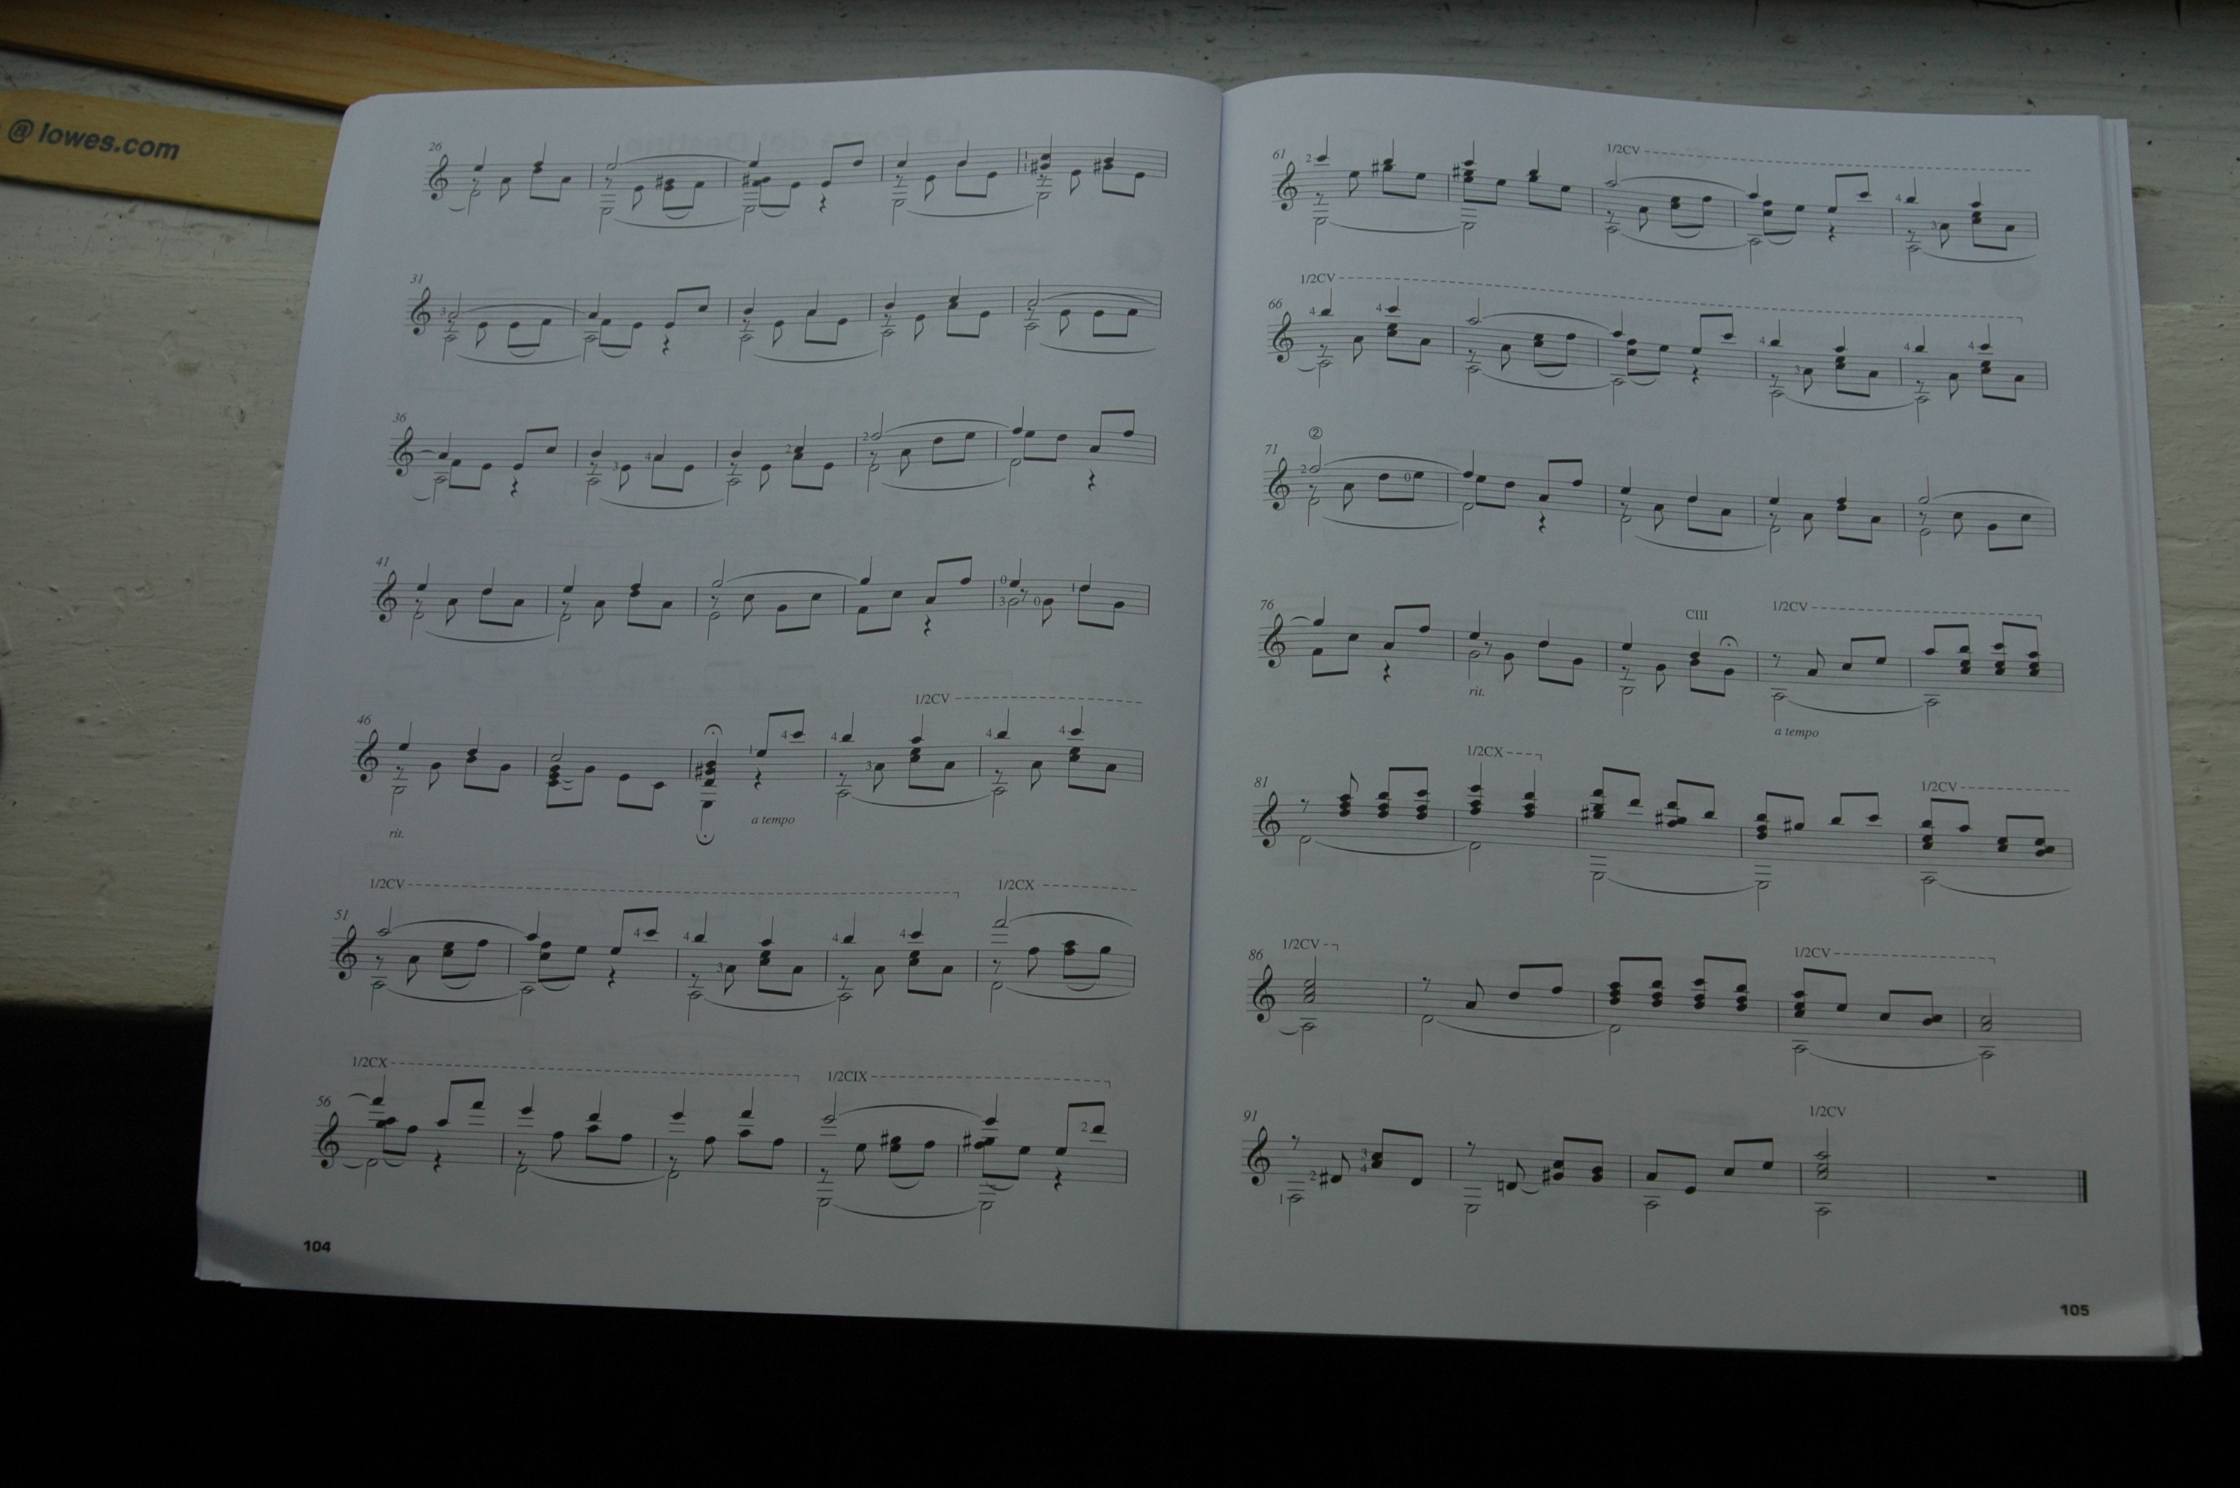 @ lowes.com
26
31
36
41
46
1/2CV
rit.
a tempo
51
1/2CV
1/2CX
56
1/2CX
1/2CIX
104
61
1/2CV
66
1/2CV
71
②
76
CIII
1/2CV
rit.
a tempo
81
1/2CX
1/2CV
86
1/2CV
1/2CV
91
1/2CV
105